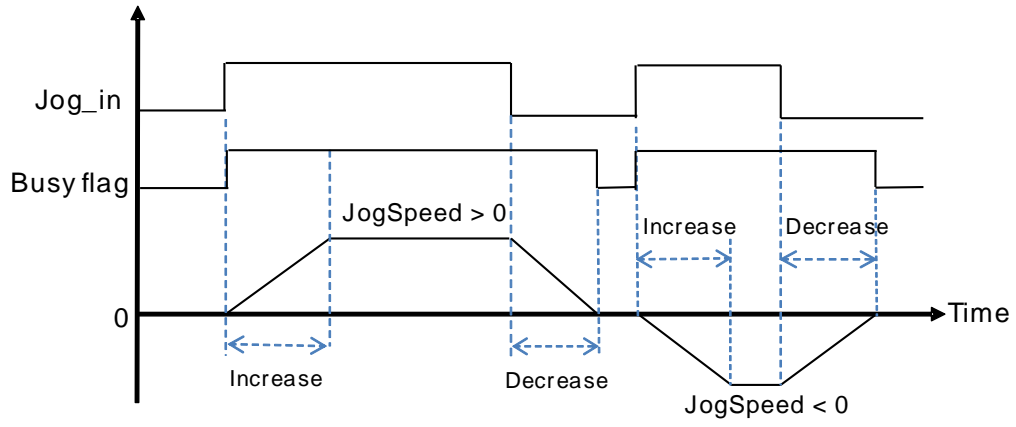 Jog_in
Busy flag
JogSpeed > 0
Increase
Decrease
0
Time
Increase
Decrease
JogSpeed < 0